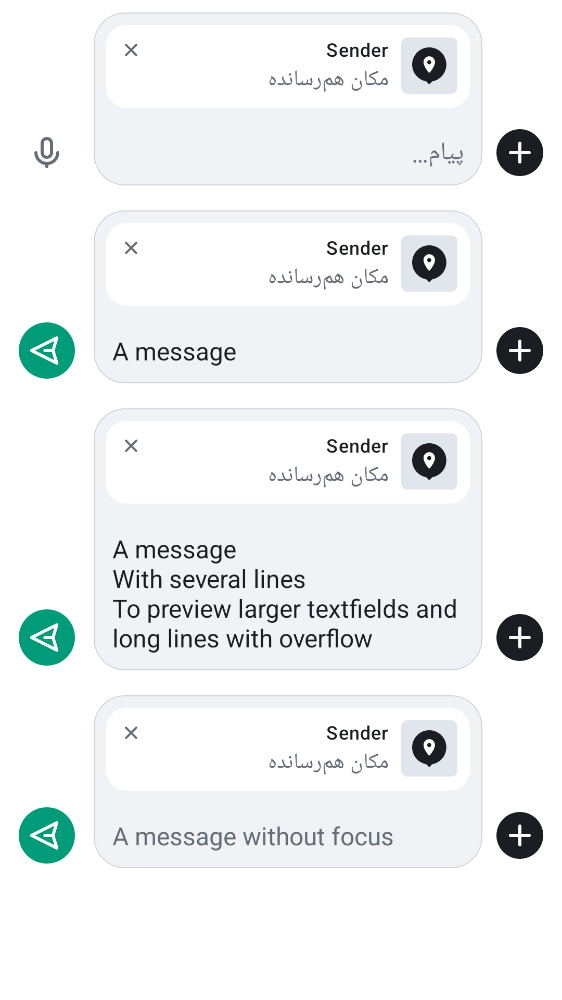 Sender
مکان هم‌رسانده
پیام…
Sender
مکان هم‌رسانده
A message
Sender
مکان هم‌رسانده
A message
With several lines
To preview larger textfields and
long lines with overflow
Sender
مکان هم‌رسانده
A message without focus